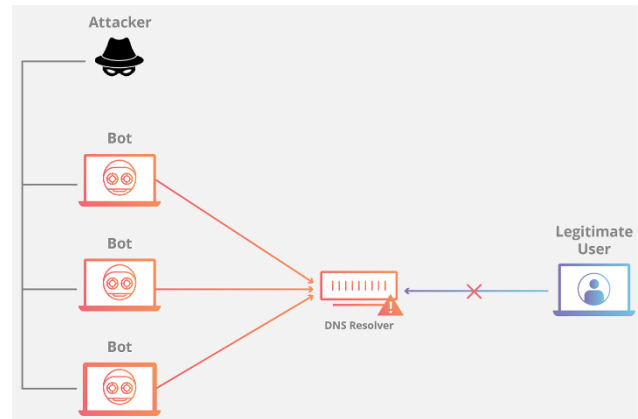 Attacker
Bot
Bot
Legitimate
User
DNS Resolver
Bot